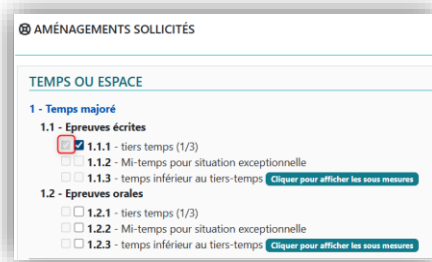 AMÉNAGEMENTS SOLLICITÉS
TEMPS OU ESPACE
1 - Temps majoré
1.1 - Epreuves écrites
1.1.1 - tiers temps (1/3)
1.1.2 - Mi-temps pour situation exceptionnelle
1.1.3 - temps inférieur au tiers-temps Cliquer pour afficher les sous mesures
1.2 - Epreuves orales
1.2.1 - tiers temps (1/3)
1.2.2 - Mi-temps pour situation exceptionnelle
1.2.3 - temps inférieur au tiers-temps Cliquer pour afficher les sous mesures